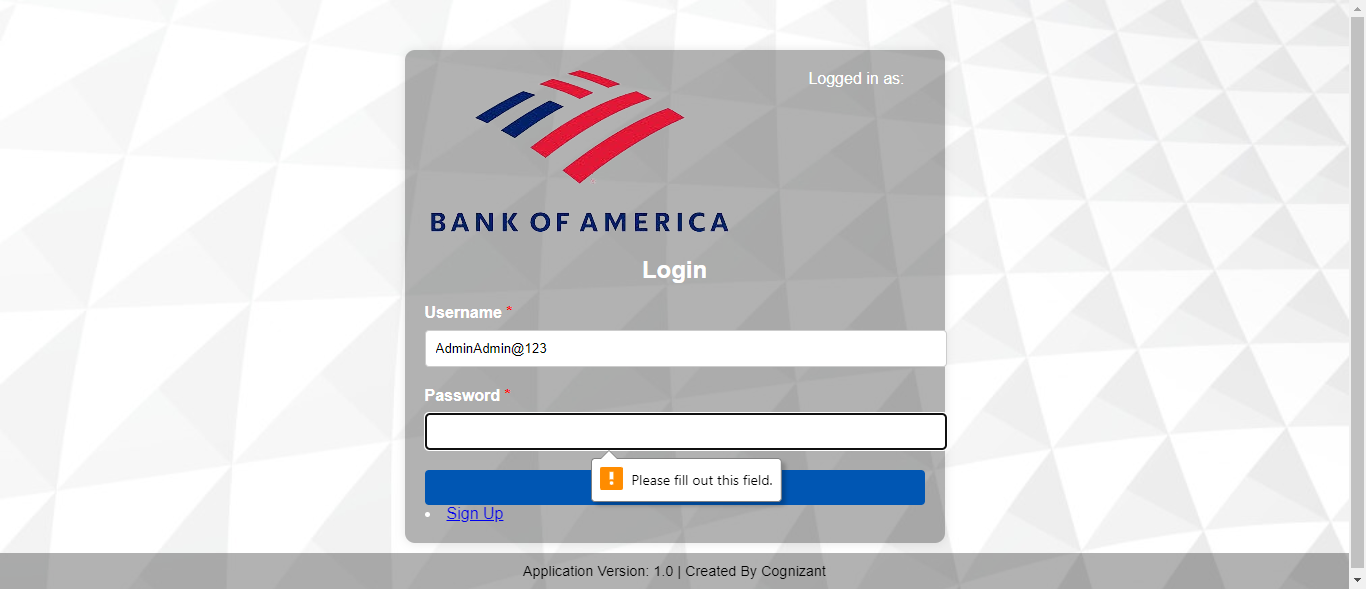 Logged in as:
BANK OF AMERICA
Login
Username *
AdminAdmin@123
Password *
! Please fill out this field.
Sign Up
Application Version: 1.0 | Created By Cognizant